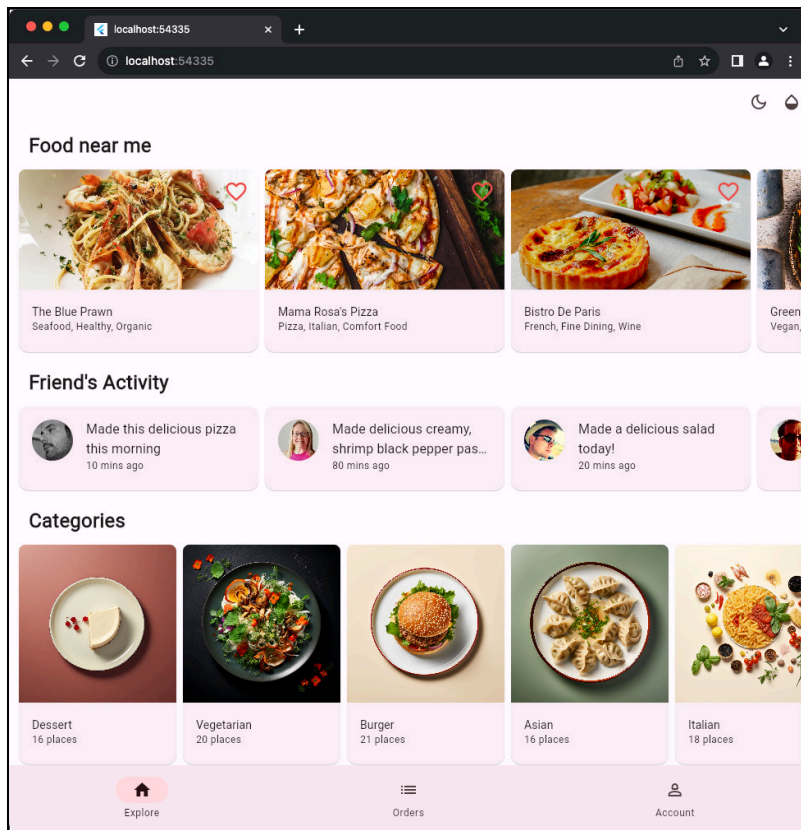 localhost:54335
localhost:54335
Food near me
The Blue Prawn
Seafood, Healthy, Organic
Mama Rosa's Pizza
Pizza, Italian, Comfort Food
Bistro De Paris
French, Fine Dining, Wine
Green
Vegan,
Friend's Activity
Made this delicious pizza
this morning
10 mins ago
Made delicious creamy,
shrimp black pepper pas...
80 mins ago
Made a delicious salad
today!
20 mins ago
Categories
Dessert
16 places
Vegetarian
20 places
Burger
21 places
Asian
16 places
Italian
18 places
Explore
Orders
Account